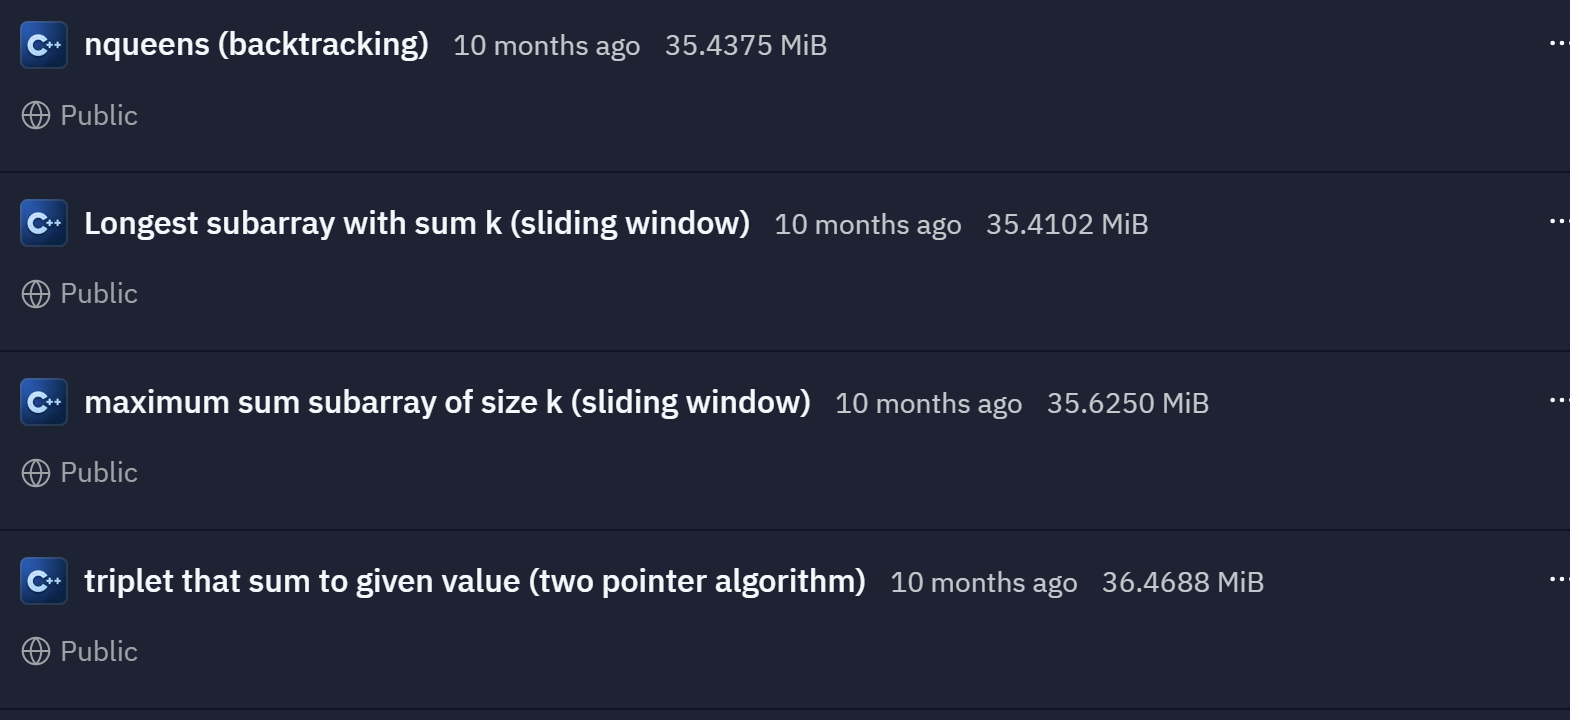 C++ nqueens (backtracking) 10 months ago 35.4375 MiB
Public
C++ Longest subarray with sum k (sliding window) 10 months ago 35.4102 MiB
Public
C++ maximum sum subarray of size k (sliding window) 10 months ago 35.6250 MiB
Public
C++ triplet that sum to given value (two pointer algorithm) 10 months ago 36.4688 MiB
Public